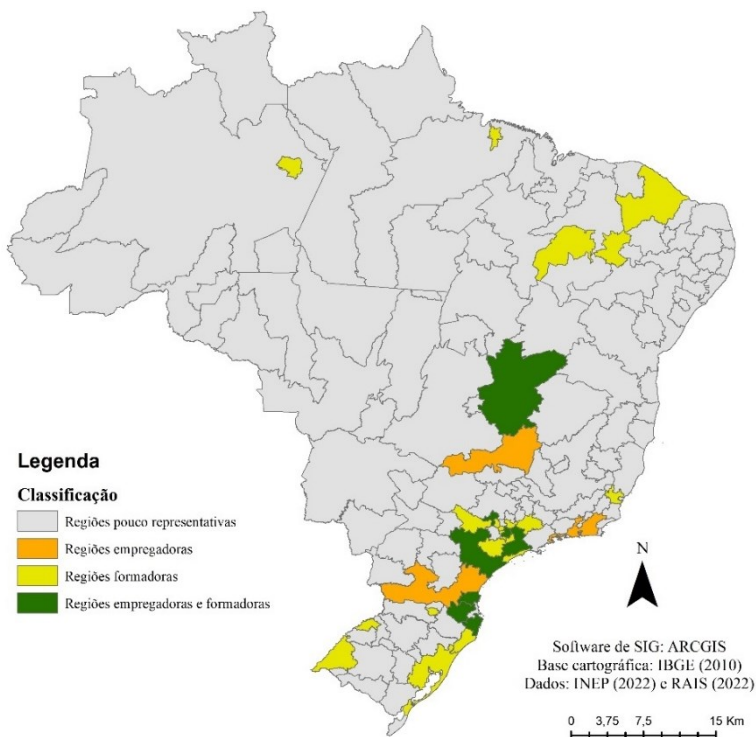 Legenda
Classificação
Regiões pouco representativas
Regiões empregadoras
Regiões formadoras
Regiões empregadoras e formadoras
N
Software de SIG: ARCGIS
Base cartográfica: IBGE (2010)
Dados: INEP (2022) e RAIS (2022)
0 3,75 7,5 15 Km